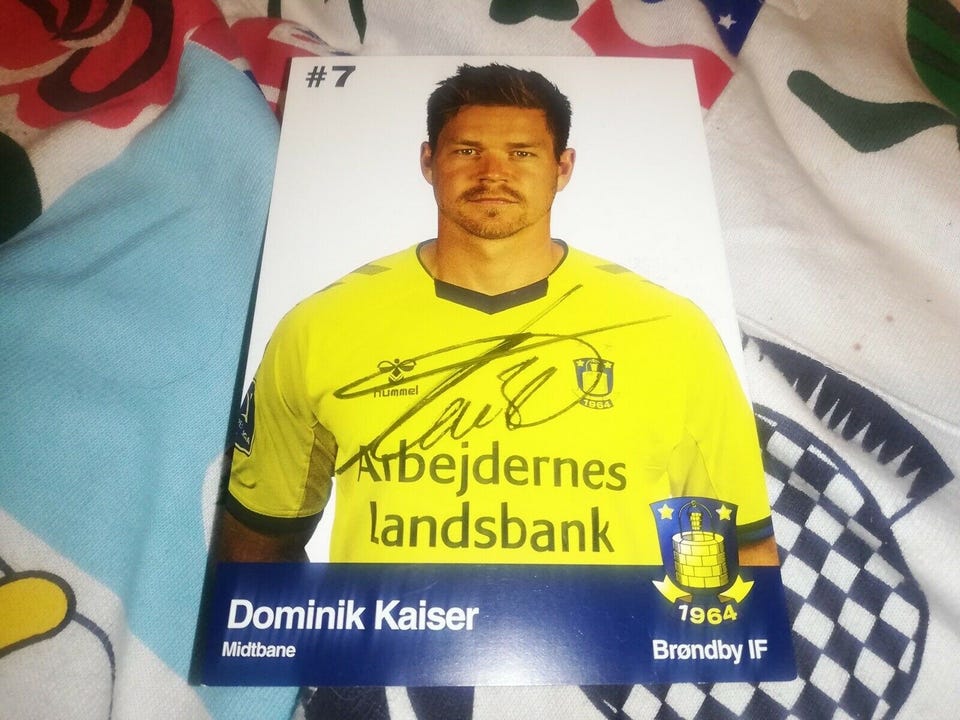 #7
hummel
1964
Arbejdernes
Landsbank
1964
Dominik Kaiser
Midtbane
Brøndby IF